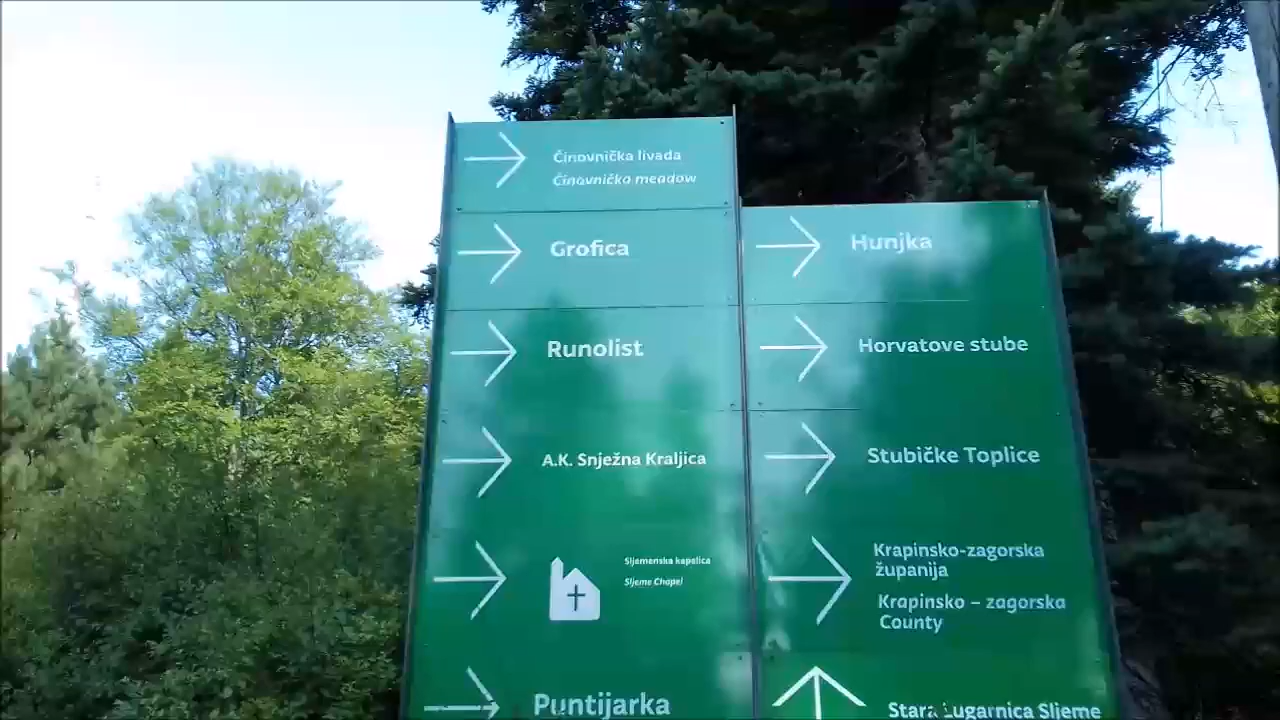 Činovnička livada
Činovnička meadow
Grofica
Runolist
A.K. Snježna Kraljica
Sljemenska kapelica
Sljeme Chapel
Puntijarka
Hunjka
Horvatove stube
Stubičke Toplice
Krapinsko-zagorska
županija
Krapinsko – zagorska
County
Stara Lugarnica Sljeme